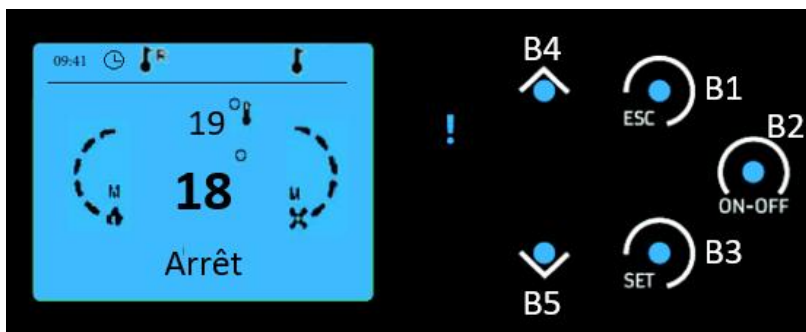 09:41 R
19°
18°
M M
Arrêt
!
B4
B1
ESC
B2
ON-OFF
B3
SET
B5